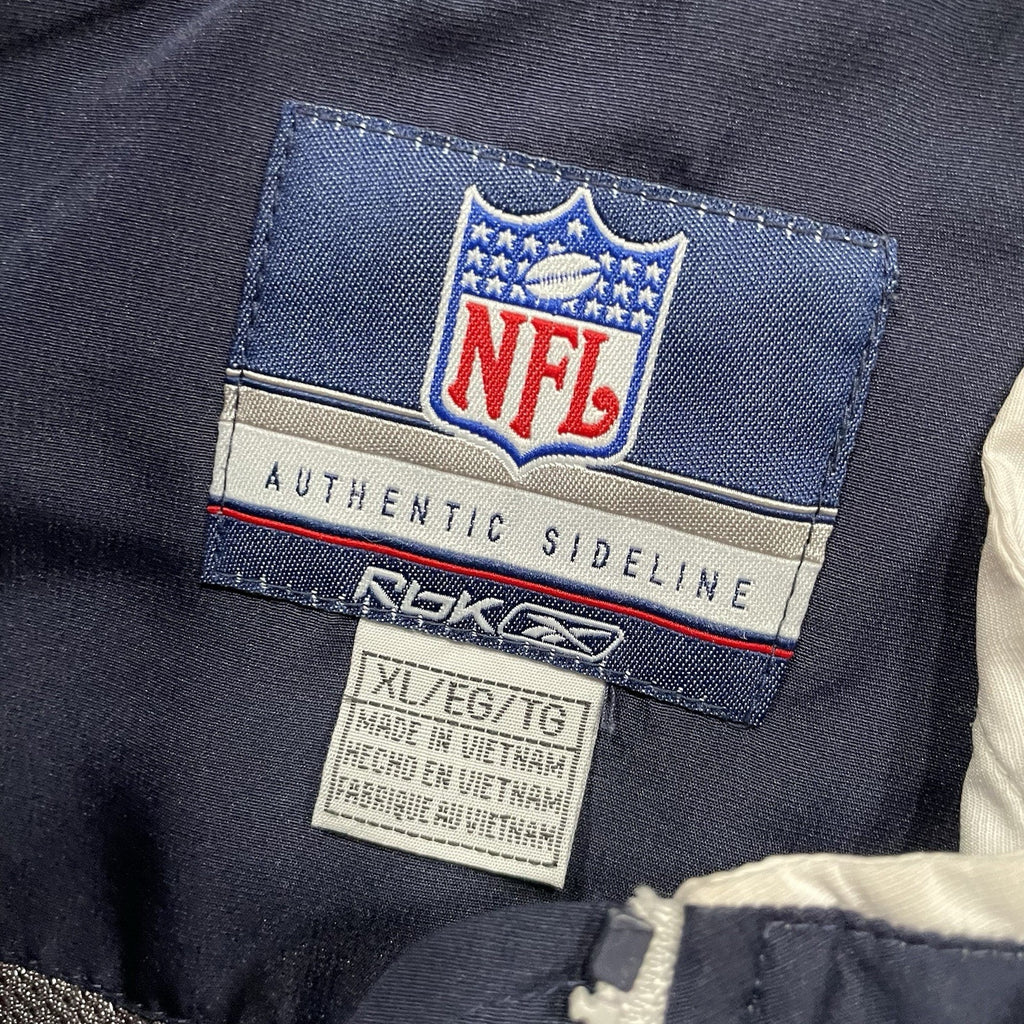 NFL
AUTHENTIC SIDELINE
Rbk
XL/EG/TG
MADE IN VIETNAM
HECHO EN VIETNAM
FABRIQUE AU VIETNAM